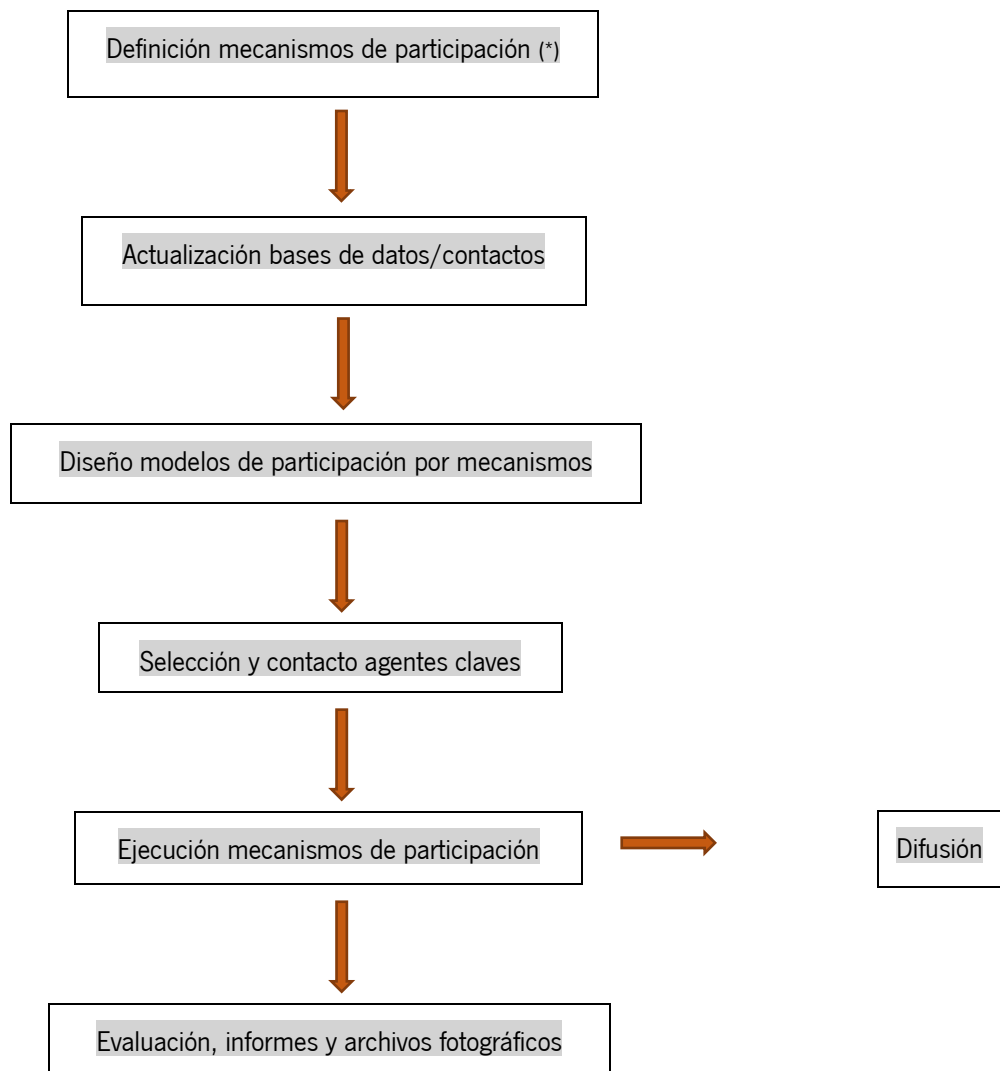 Definición mecanismos de participación (*)
Actualización bases de datos/contactos
Diseño modelos de participación por mecanismos
Selección y contacto agentes claves
Ejecución mecanismos de participación
Difusión
Evaluación, informes y archivos fotográficos